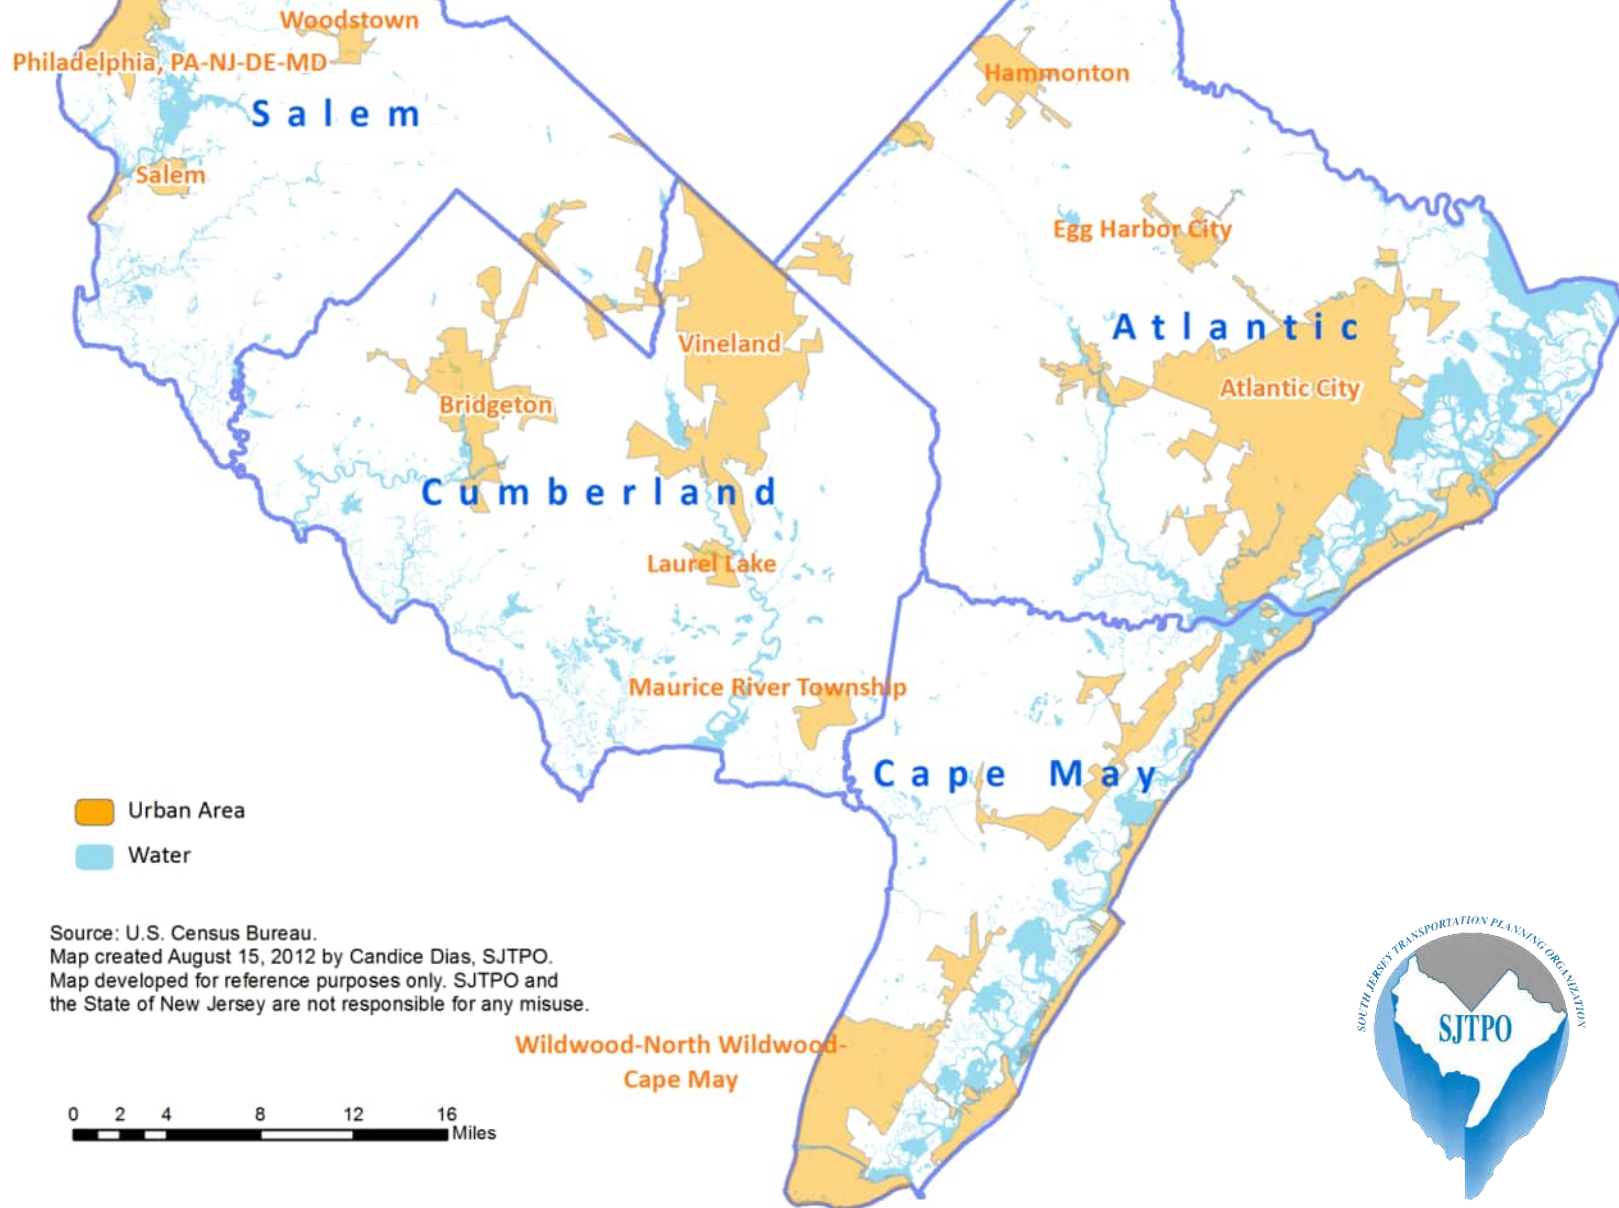 Woodstown
Philadelphia, PA-NJ-DE-MD
Hammonton
Salem
Salem
Egg Harbor City
Atlantic
Vineland
Atlantic City
Bridgeton
Cumberland
Laurel Lake
Maurice River Township
Cape May
Urban Area
Water
Source: U.S. Census Bureau.
Map created August 15, 2012 by Candice Dias, SJTPO.
Map developed for reference purposes only. SJTPO and
the State of New Jersey are not responsible for any misuse.
SOUTH JERSEY TRANSPORTATION PLANNING ORGANIZATION
SJTPO
Wildwood-North Wildwood-
Cape May
0 2 4 8 12 16
Miles